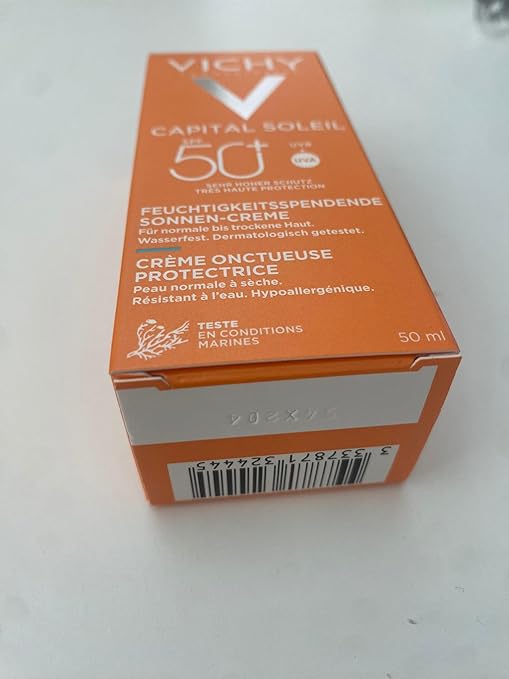 VICHY
CAPITAL SOLEIL
SPF
50+
UVB
+
UVA
SEHR HOHER SCHUTZ
TRÈS HAUTE PROTECTION
FEUCHTIGKEITSSPENDENDE
SONNEN-CREME
Für normale bis trockene Haut.
Wasserfest. Dermatologisch getestet.
CRÈME ONCTUEUSE
PROTECTRICE
Peau normale à sèche.
Résistant à l'eau. Hypoallergénique.
TESTE
EN CONDITIONS
MARINES
50 ml
54X204
3 337871 324445